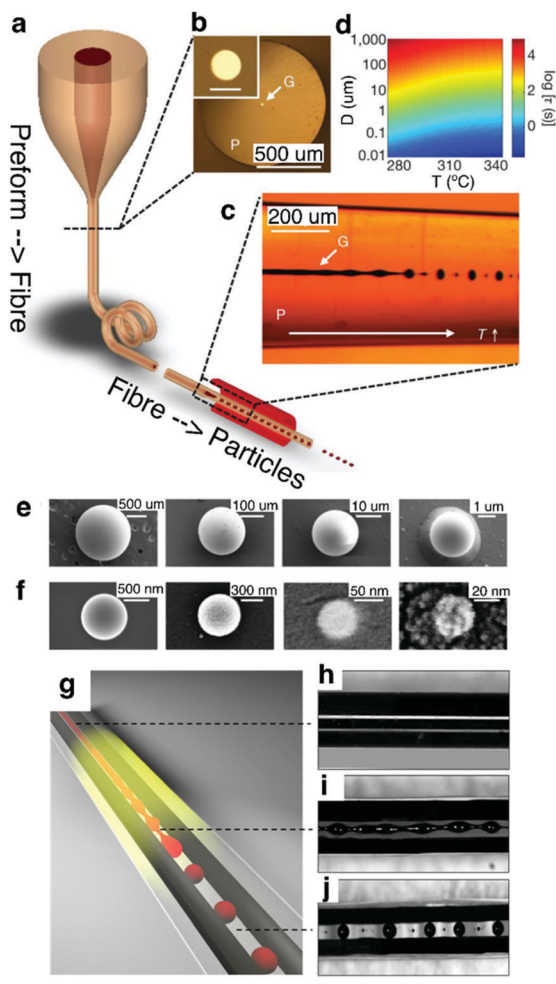 a
Preform --> Fibre
Fibre --> Particles
b
G
P
500 um
c
200 um
G
P
T ↑
d
D (um)
1,000
100
10
1
0.1
0.01
280
310
340
T (°C)
4
2
0
log [τ (s)]
e
500 um
100 um
10 um
1 um
f
500 nm
300 nm
50 nm
20 nm
g
h
i
j